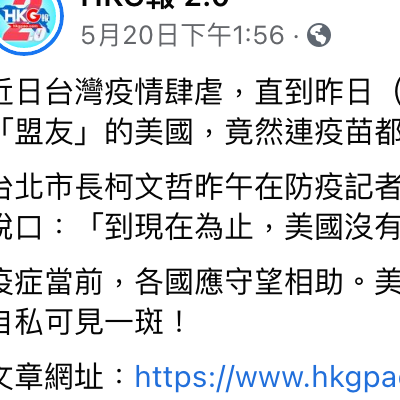 HKG報 2.0
5月20日下午1:56
近日台灣疫情肆虐，直到昨日（
「盟友」的美國，竟然連疫苗都
台北市長柯文哲昨午在防疫記者
說口：「到現在為止，美國沒有
疫症當前，各國應守望相助。美
自私可見一斑！
文章網址：https://www.hkgpa